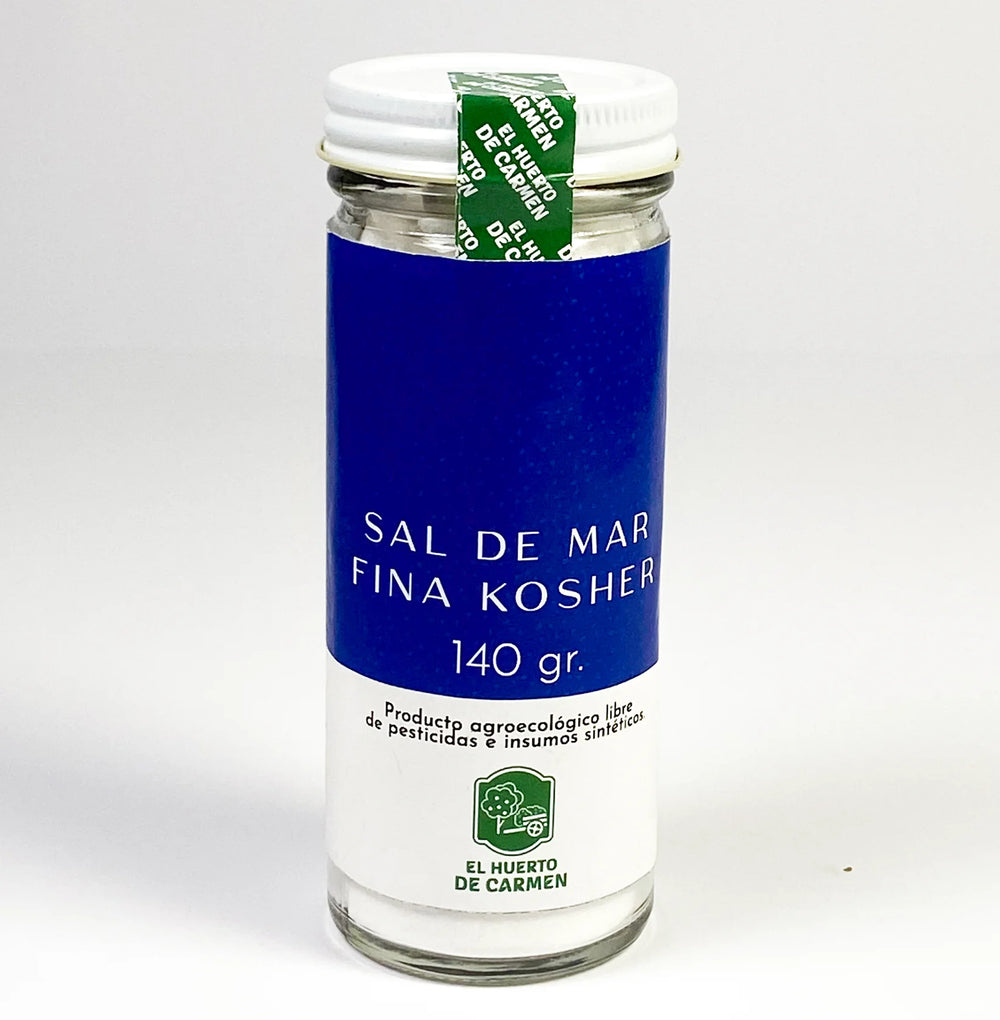 EL HUERTO
DE CARMEN
SAL DE MAR
FINA KOSHER
140 gr.
Producto agroecológico libre
de pesticidas e insumos sintéticos.
EL HUERTO
DE CARMEN